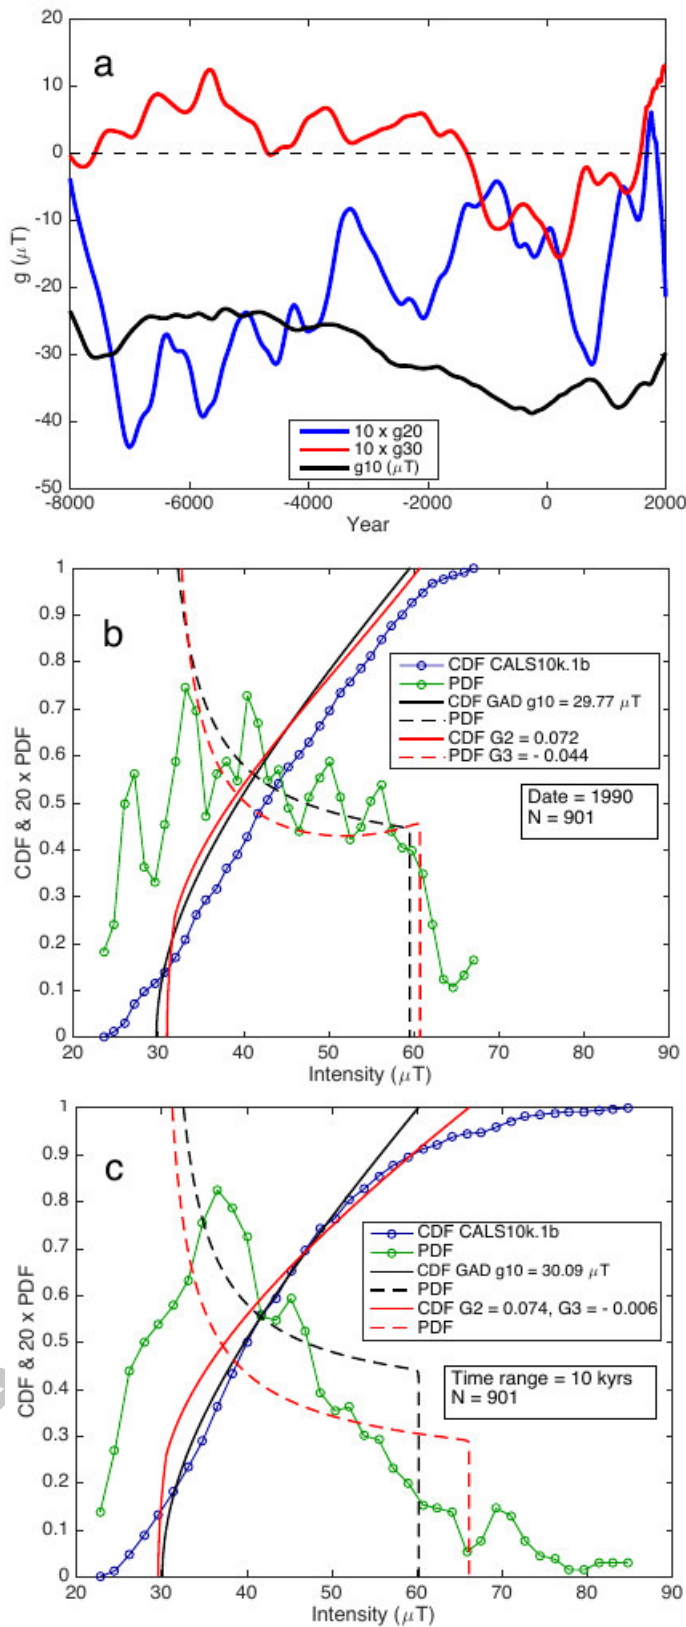 20
10
0
-10
-20
-30
-40
-50
g (μT)
a
10 x g20
10 x g30
g10 (μT)
-8000 -6000 -4000 -2000 0 2000
Year
1
0.9
0.8
0.7
0.6
0.5
0.4
0.3
0.2
0.1
0
CDF & 20 x PDF
b
CDF CALS10k.1b
PDF
CDF GAD g10 = 29.77 μT
PDF
CDF G2 = 0.072
PDF G3 = - 0.044
Date = 1990
N = 901
20 30 40 50 60 70 80 90
Intensity (μT)
1
0.9
0.8
0.7
0.6
0.5
0.4
0.3
0.2
0.1
0
CDF & 20 x PDF
c
CDF CALS10k.1b
PDF
CDF GAD g10 = 30.09 μT
PDF
CDF G2 = 0.074, G3 = - 0.006
PDF
Time range = 10 kyrs
N = 901
20 30 40 50 60 70 80 90
Intensity (μT)